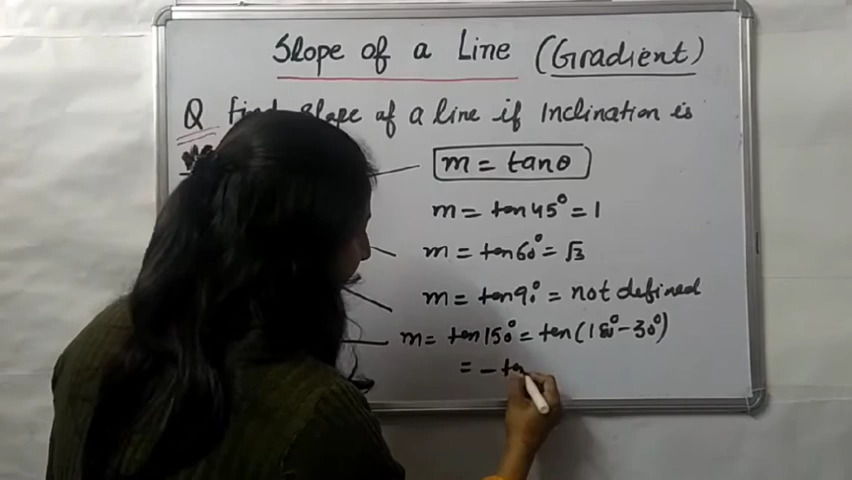 Slope of a Line (Gradient)
Q Find slope of a line if Inclination is
m = tanθ
m = tan45° = 1
m = tan60° = √3
m = tan90° = not defined
m = tan150° = tan(180° - 30°)
= - ta